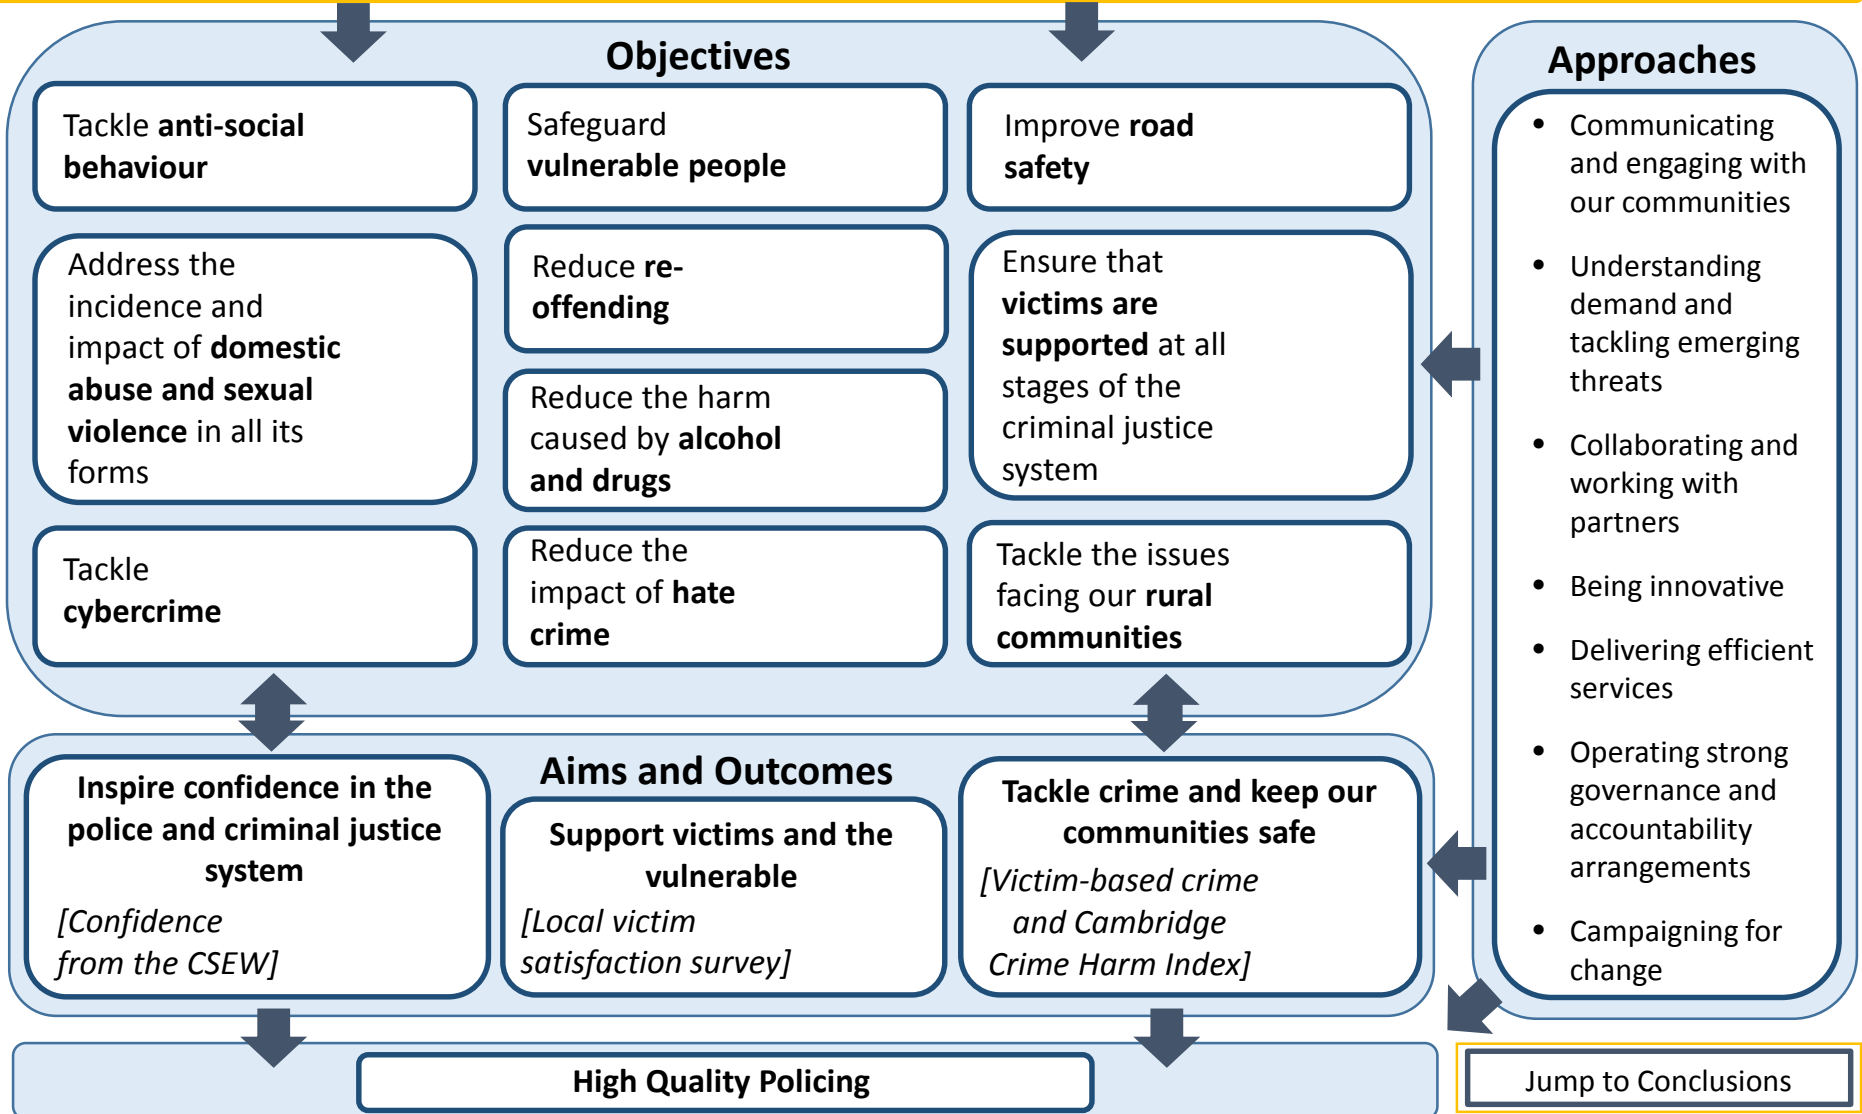 Objectives
Tackle anti-social
behaviour
Safeguard
vulnerable people
Improve road
safety
Address the
incidence and
impact of domestic
abuse and sexual
violence in all its
forms
Reduce re-
offending
Reduce the harm
caused by alcohol
and drugs
Ensure that
victims are
supported at all
stages of the
criminal justice
system
Tackle
cybercrime
Reduce the
impact of hate
crime
Tackle the issues
facing our rural
communities
Approaches
• Communicating
and engaging with
our communities
• Understanding
demand and
tackling emerging
threats
• Collaborating and
working with
partners
• Being innovative
• Delivering efficient
services
• Operating strong
governance and
accountability
arrangements
• Campaigning for
change
Aims and Outcomes
Inspire confidence in the
police and criminal justice
system
[Confidence
from the CSEW]
Support victims and the
vulnerable
[Local victim
satisfaction survey]
Tackle crime and keep our
communities safe
[Victim-based crime
and Cambridge
Crime Harm Index]
High Quality Policing
Jump to Conclusions